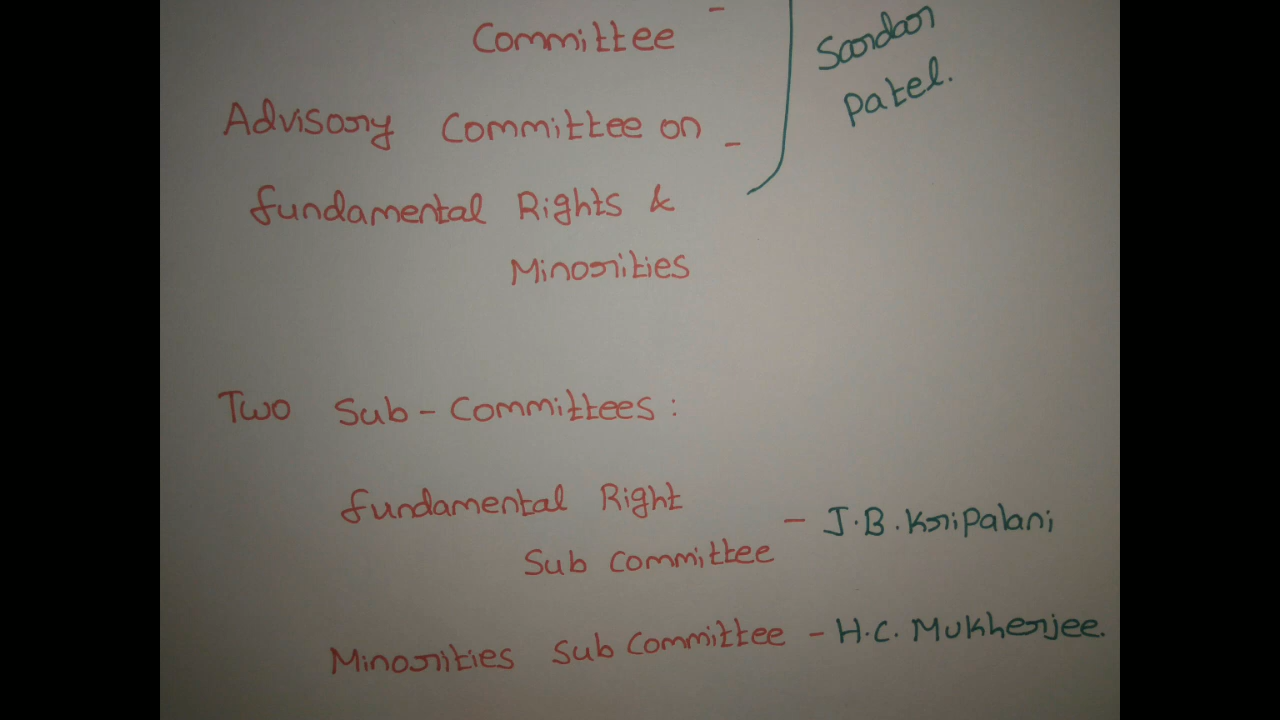 Committee -
Sardar
Patel.
Advisory Committee on -
fundamental Rights &
Minorities
Two Sub-Committees:
fundamental Right
Sub Committee - J.B. Kripalani
Minorities Sub Committee - H.C. Mukherjee.